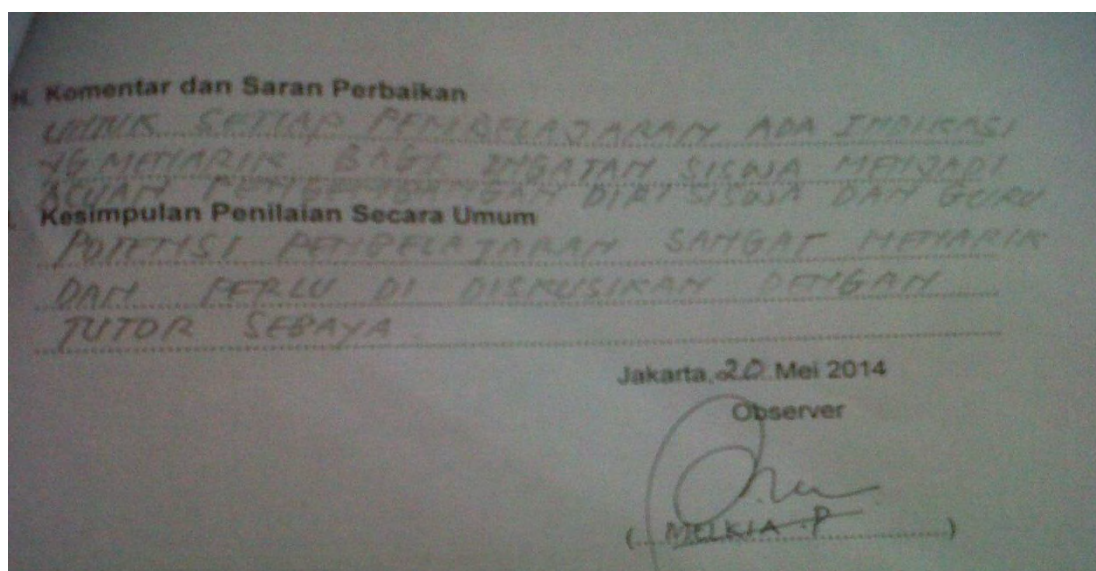 H. Komentar dan Saran Perbaikan
UNTUK SETIAP PEMBELAJARAN ADA INDIKASI
YG MENARIK BAGI INGATAN SISWA MENJADI
ACUAN PENGEMBANGAN DIRI SISWA DAN GURU
Kesimpulan Penilaian Secara Umum
POTENSI PEMBELAJARAN SANGAT MENARIK
DAN PERLU DI DISKUSIKAN DENGAN
TUTOR SEBAYA
Jakarta, 20 Mei 2014
Observer
(...MELKIA.P...............)